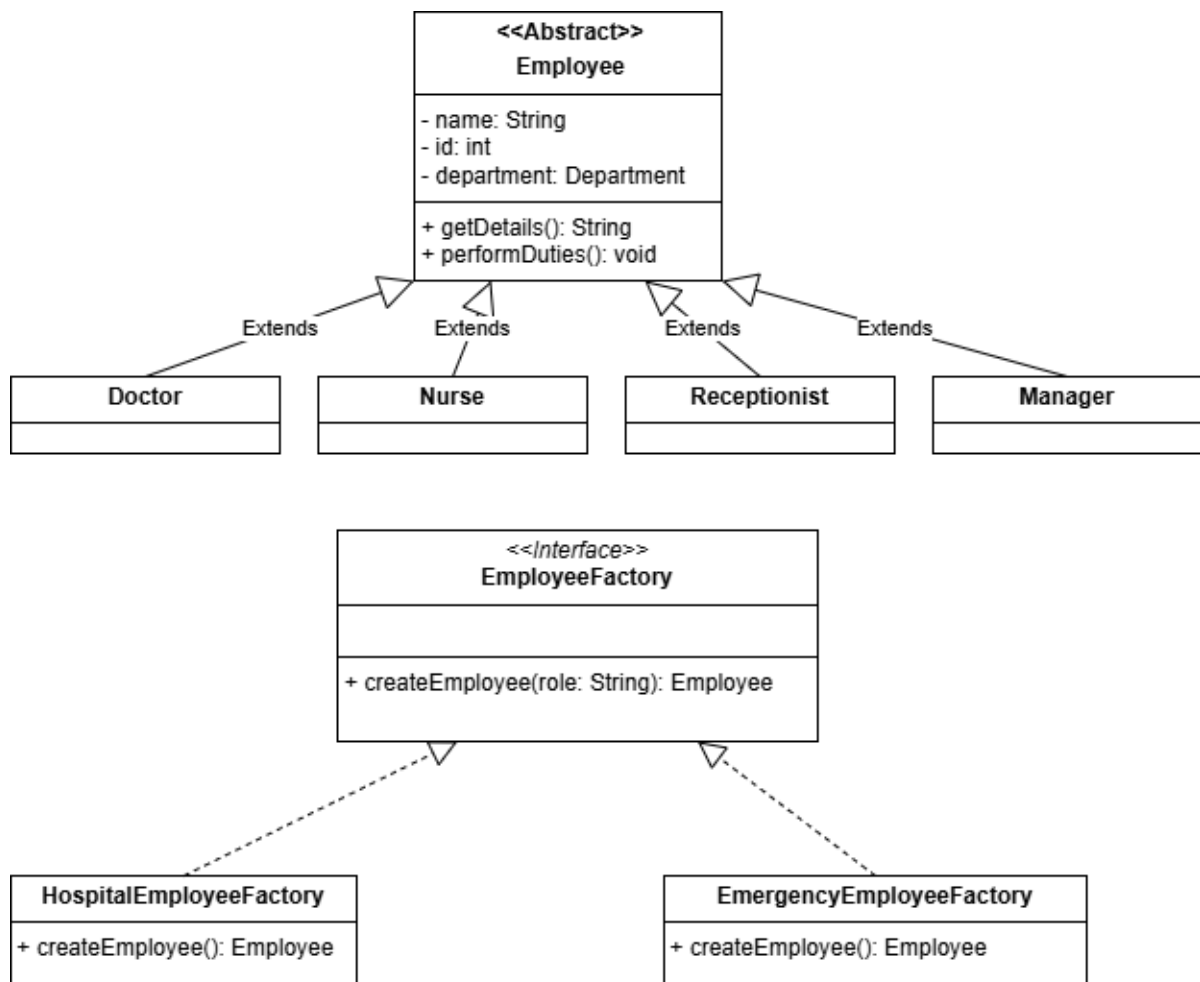 <<Abstract>>
Employee
- name: String
- id: int
- department: Department
+ getDetails(): String
+ performDuties(): void
Extends
Extends
Extends
Extends
Doctor
Nurse
Receptionist
Manager
<<Interface>>
EmployeeFactory
+ createEmployee(role: String): Employee
HospitalEmployeeFactory
+ createEmployee(): Employee
EmergencyEmployeeFactory
+ createEmployee(): Employee